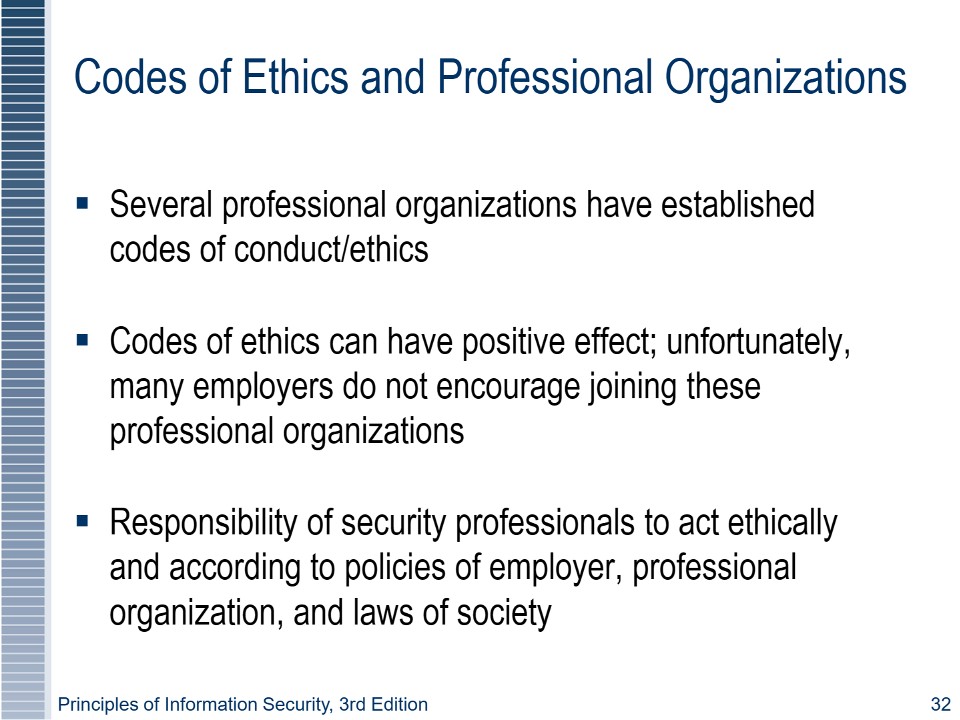 Codes of Ethics and Professional Organizations
▪ Several professional organizations have established
codes of conduct/ethics
▪ Codes of ethics can have positive effect; unfortunately,
many employers do not encourage joining these
professional organizations
▪ Responsibility of security professionals to act ethically
and according to policies of employer, professional
organization, and laws of society
Principles of Information Security, 3rd Edition 32